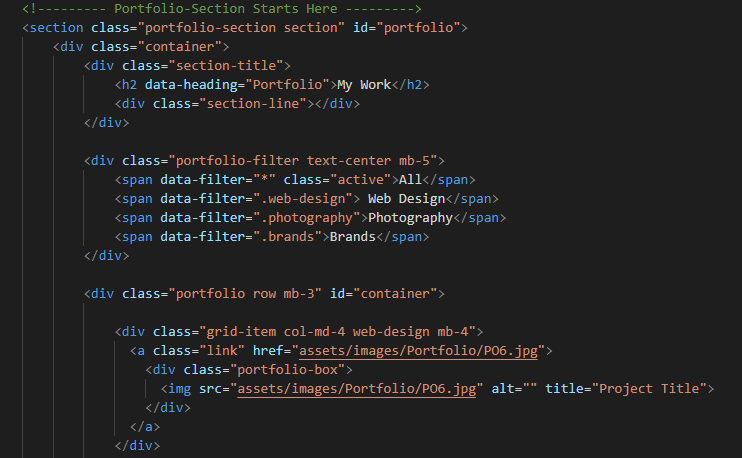 <!--------- Portfolio-Section Starts Here --------->
<section class="portfolio-section section" id="portfolio">
<div class="container">
<div class="section-title">
<h2 data-heading="Portfolio">My Work</h2>
<div class="section-line"></div>
</div>
<div class="portfolio-filter text-center mb-5">
<span data-filter="*" class="active">All</span>
<span data-filter=".web-design"> Web Design</span>
<span data-filter=".photography">Photography</span>
<span data-filter=".brands">Brands</span>
</div>
<div class="portfolio row mb-3" id="container">
<div class="grid-item col-md-4 web-design mb-4">
<a class="link" href="assets/images/Portfolio/PO6.jpg">
<div class="portfolio-box">
<img src="assets/images/Portfolio/PO6.jpg" alt="" title="Project Title">
</div>
</a>
</div>